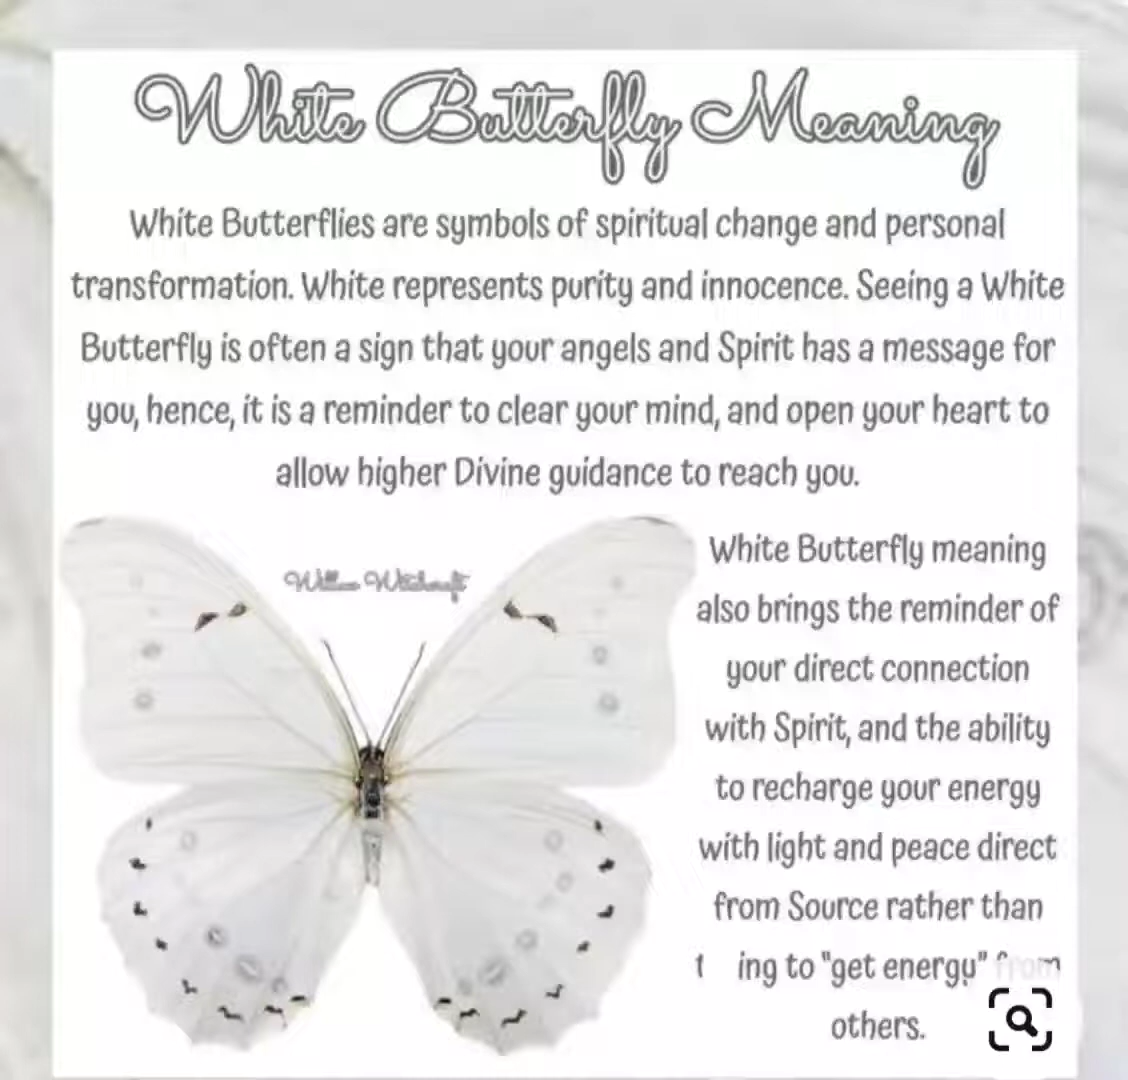 White Butterfly Meaning
White Butterflies are symbols of spiritual change and personal
transformation. White represents purity and innocence. Seeing a White
Butterfly is often a sign that your angels and Spirit has a message for
you, hence, it is a reminder to clear your mind, and open your heart to
allow higher Divine guidance to reach you.
White Butterfly meaning
also brings the reminder of
your direct connection
with Spirit, and the ability
to recharge your energy
with light and peace direct
from Source rather than
to "get energy" from
others.